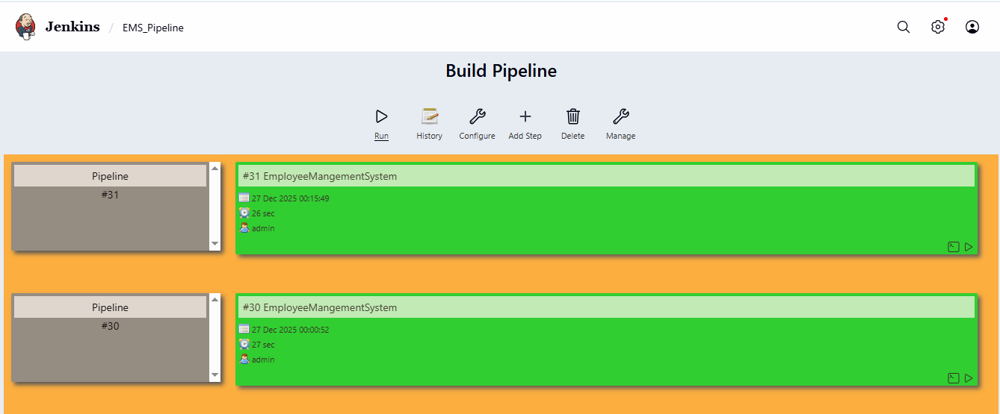 Jenkins / EMS_Pipeline
Build Pipeline
Run History Configure Add Step Delete Manage
Pipeline
#31
#31 EmployeeMangementSystem
27 Dec 2025 00:15:49
26 sec
admin
Pipeline
#30
#30 EmployeeMangementSystem
27 Dec 2025 00:00:52
27 sec
admin